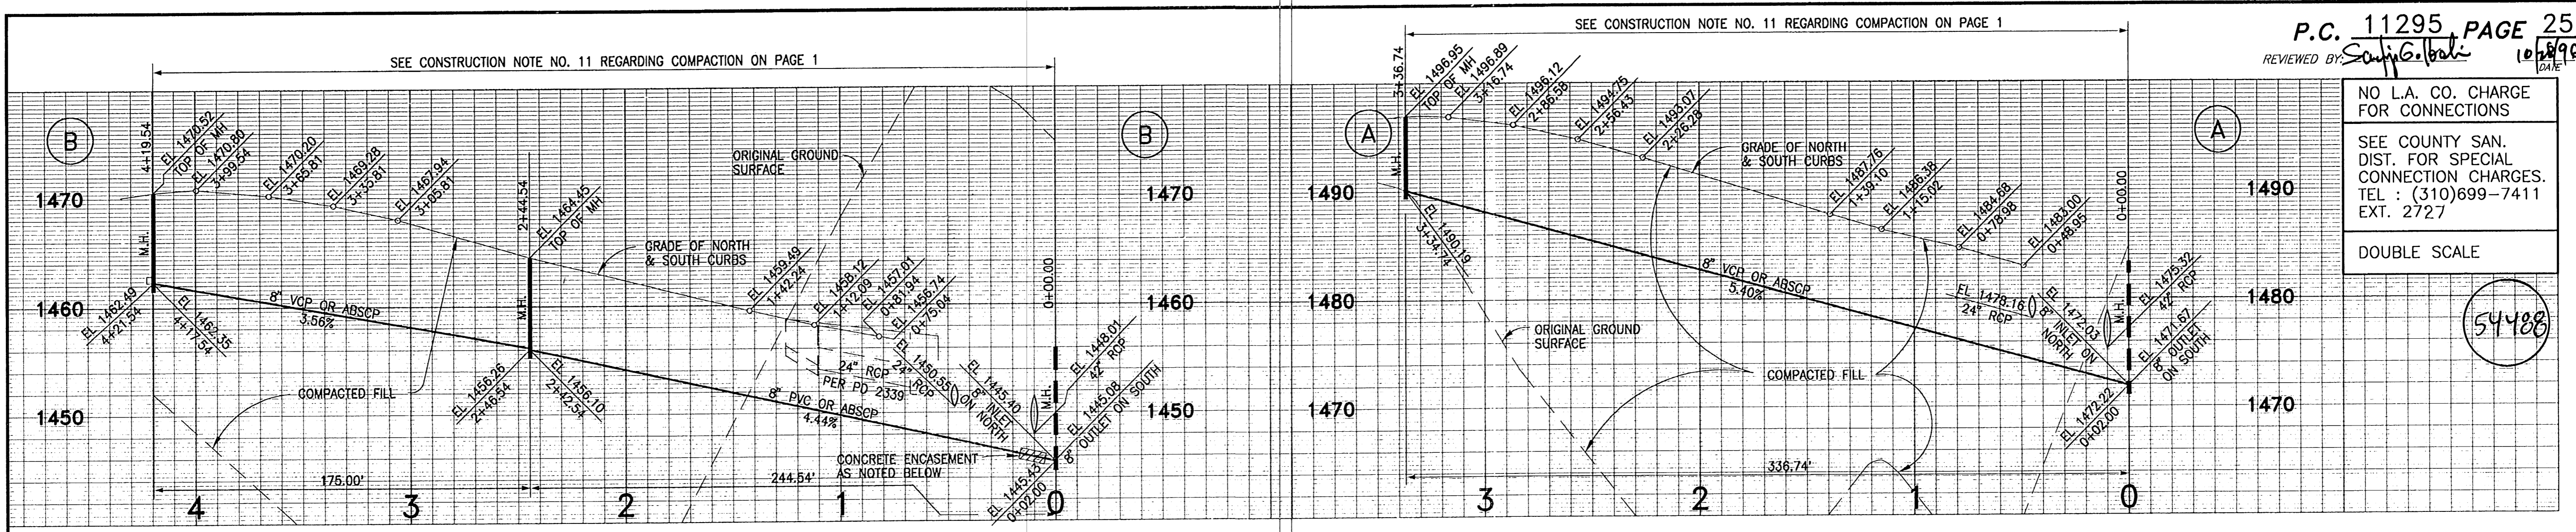 SEE CONSTRUCTION NOTE NO. 11 REGARDING COMPACTION ON PAGE 1
B
B
1470
1460
1450
1470
1460
1450
4+19.54
EL 1470.52
TOP OF MH
EL 1470.80
3+99.54
EL 1470.20
3+65.81
EL 1469.28
3+35.81
EL 1467.94
3+05.81
2+44.54
EL 1464.45
TOP OF MH
ORIGINAL GROUND
SURFACE
GRADE OF NORTH
& SOUTH CURBS
EL 1459.49
1+42.24
EL 1458.12
1+12.09
EL 1457.01
0+81.94
EL 1456.74
0+75.04
0+00.00
M.H.
M.H.
M.H.
EL 1462.49
4+21.54
EL 1462.35
4+17.54
8" VCP OR ABSCP
3.56%
COMPACTED FILL
EL 1456.26
2+46.54
EL 1456.10
2+42.54
24" RCP
PER PD 2339
8" PVC OR ABSCP
4.44%
EL 1450.55
24" RCP
EL 1445.40
8" INLET
ON NORTH
EL 1448.01
42" RCP
EL 1445.08
8" OUTLET ON SOUTH
CONCRETE ENCASEMENT
AS NOTED BELOW
EL 1445.43
0+02.00
175.00'
244.54'
4
3
2
1
0
SEE CONSTRUCTION NOTE NO. 11 REGARDING COMPACTION ON PAGE 1
A
A
1490
1480
1470
1490
1480
1470
3+36.74
EL 1496.95
TOP OF MH
EL 1496.89
3+16.74
EL 1496.12
2+86.58
EL 1494.75
2+56.43
EL 1493.07
2+26.28
GRADE OF NORTH
& SOUTH CURBS
EL 1487.76
1+39.10
EL 1486.38
1+15.02
EL 1484.68
0+78.98
EL 1483.00
0+48.95
0+00.00
M.H.
M.H.
EL 1490.19
3+34.74
8" VCP OR ABSCP
5.40%
EL 1478.16
24" RCP
EL 1472.03
8" INLET ON
NORTH
EL 1475.32
42" RCP
EL 1471.67
8" OUTLET
ON SOUTH
ORIGINAL GROUND
SURFACE
COMPACTED FILL
EL 1472.22
0+02.00
336.74'
3
2
1
0
P.C. 11295 PAGE 25
REVIEWED BY:
DATE
NO L.A. CO. CHARGE
FOR CONNECTIONS
SEE COUNTY SAN.
DIST. FOR SPECIAL
CONNECTION CHARGES.
TEL : (310)699-7411
EXT. 2727
DOUBLE SCALE
54488